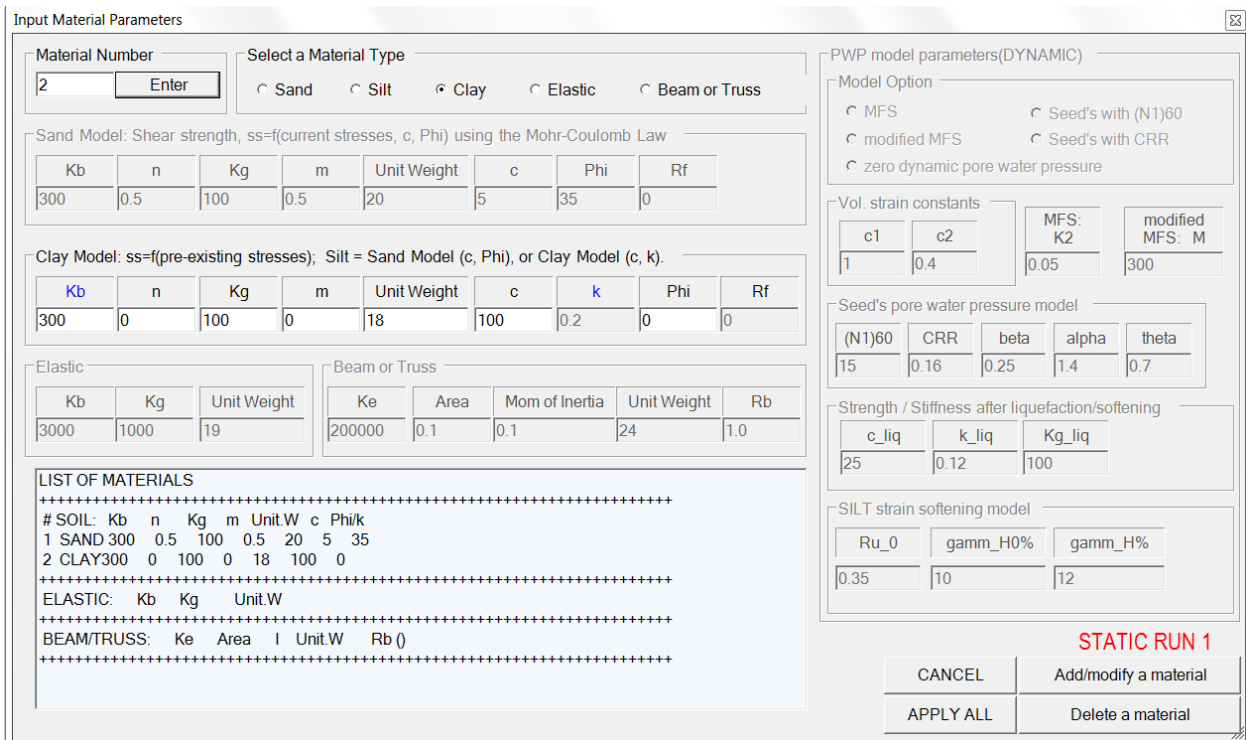 Input Material Parameters
Material Number
2 Enter
Select a Material Type
Sand Silt Clay Elastic Beam or Truss
Sand Model: Shear strength, ss=f(current stresses, c, Phi) using the Mohr-Coulomb Law
Kb n Kg m Unit Weight c Phi Rf
300 0.5 100 0.5 20 5 35 0
Clay Model: ss=f(pre-existing stresses); Silt = Sand Model (c, Phi), or Clay Model (c, k).
Kb n Kg m Unit Weight c k Phi Rf
300 0 100 0 18 100 0.2 0 0
Elastic
Kb Kg Unit Weight
3000 1000 19
Beam or Truss
Ke Area Mom of Inertia Unit Weight Rb
200000 0.1 0.1 24 1.0
LIST OF MATERIALS
++++++++++++++++++++++++++++++++++++++++++++++++++++++++++++++++++++++++
# SOIL: Kb n Kg m Unit.W c Phi/k
1 SAND 300 0.5 100 0.5 20 5 35
2 CLAY300 0 100 0 18 100 0
++++++++++++++++++++++++++++++++++++++++++++++++++++++++++++++++++++++++
ELASTIC: Kb Kg Unit.W
++++++++++++++++++++++++++++++++++++++++++++++++++++++++++++++++++++++++
BEAM/TRUSS: Ke Area I Unit.W Rb ()
++++++++++++++++++++++++++++++++++++++++++++++++++++++++++++++++++++++++
PWP model parameters(DYNAMIC)
Model Option
MFS Seed's with (N1)60
modified MFS Seed's with CRR
zero dynamic pore water pressure
Vol. strain constants
c1 c2
1 0.4
MFS:
K2
0.05
modified
MFS: M
300
Seed's pore water pressure model
(N1)60 CRR beta alpha theta
15 0.16 0.25 1.4 0.7
Strength / Stiffness after liquefaction/softening
c_liq k_liq Kg_liq
25 0.12 100
SILT strain softening model
Ru_0 gamm_H0% gamm_H%
0.35 10 12
STATIC RUN 1
CANCEL Add/modify a material
APPLY ALL Delete a material